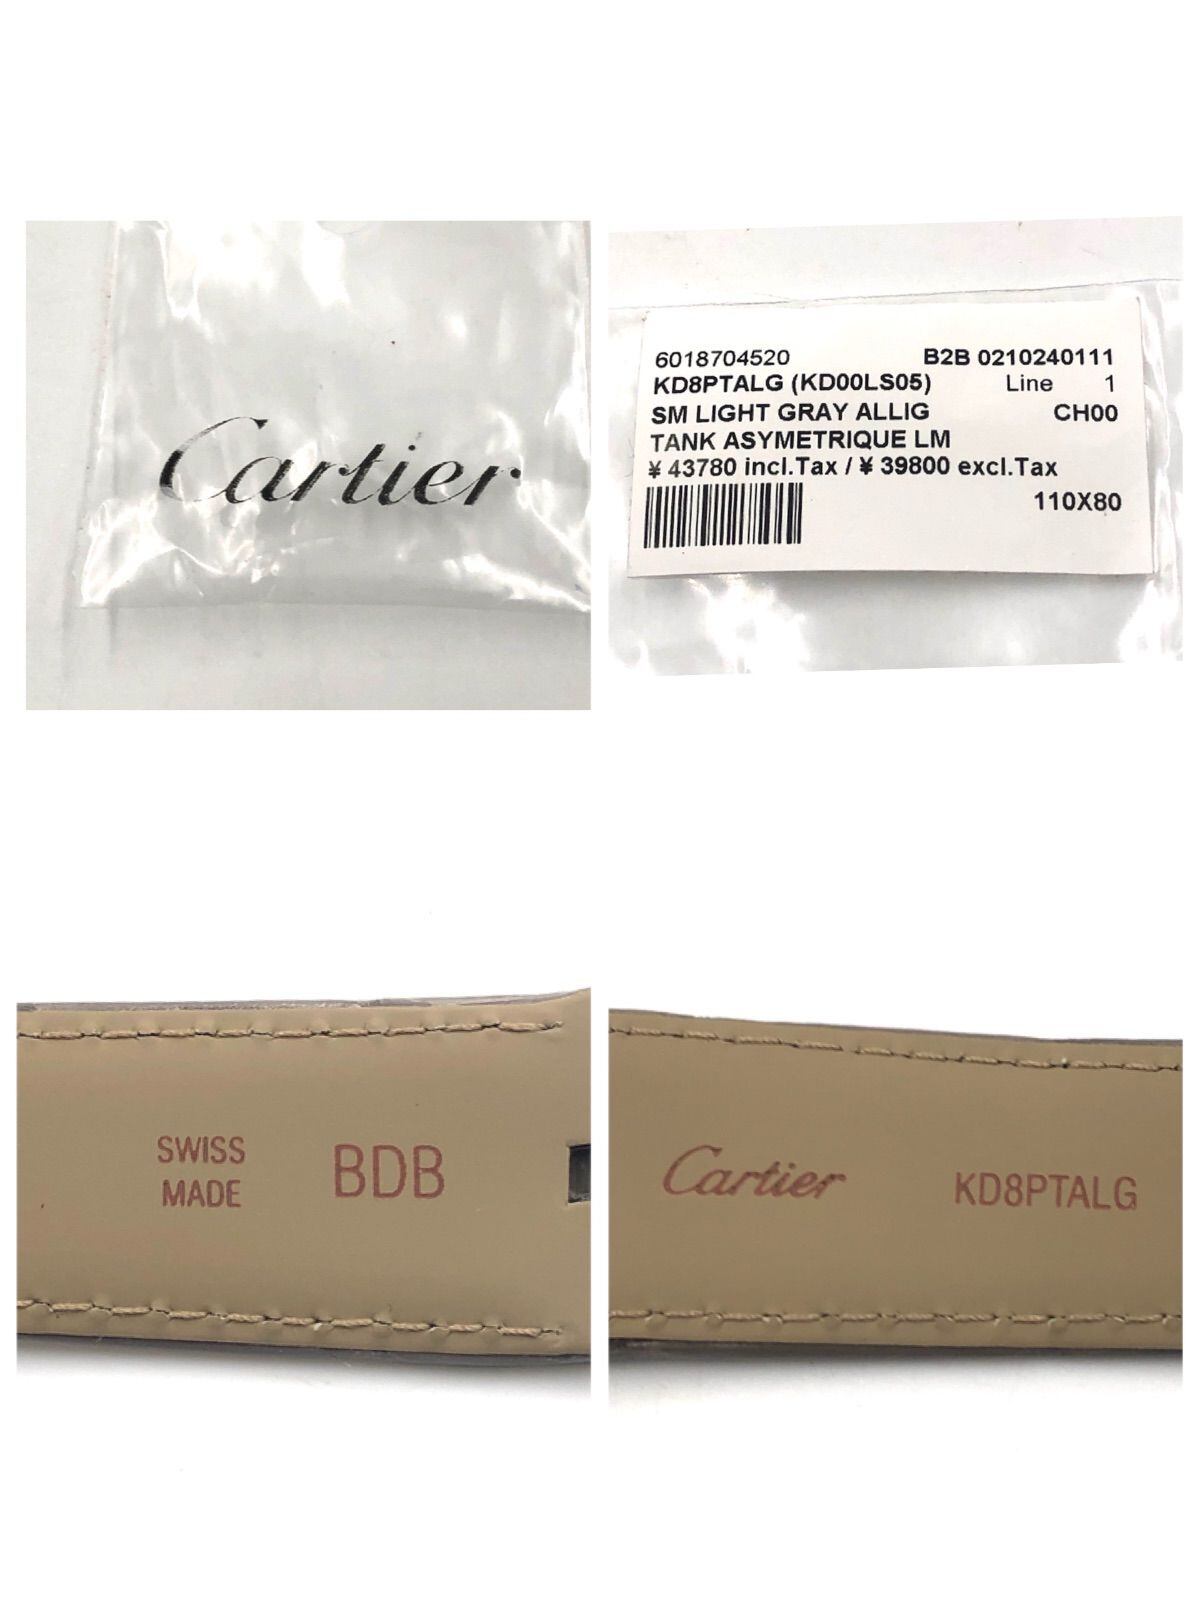 Cartier
6018704520 B2B 0210240111
KD8PTALG (KD00LS05) Line 1
SM LIGHT GRAY ALLIG CH00
TANK ASYMETRIQUE LM
¥ 43780 incl.Tax / ¥ 39800 excl.Tax
110X80
SWISS
MADE
BDB
Cartier KD8PTALG